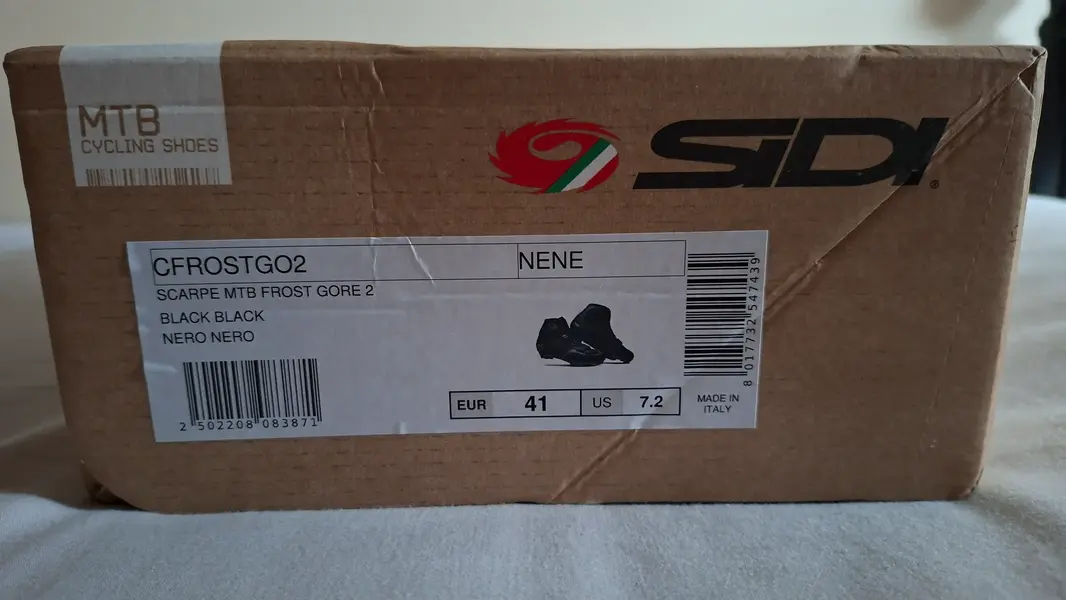 MTB
CYCLING SHOES
SIDI®
CFROSTGO2 NENE
SCARPE MTB FROST GORE 2
BLACK BLACK
NERO NERO
2 502208 083871
EUR 41 US 7.2
8 017732 547439
MADE IN
ITALY